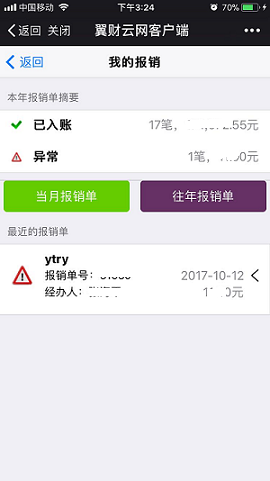 中国移动 下午3:24 70%
返回 关闭 翼财云网客户端
返回 我的报销
本年报销单摘要
已入账 17笔，
异常 1笔，
当月报销单 往年报销单
最近的报销单
ytry
报销单号： 2017-10-12
经办人： 元